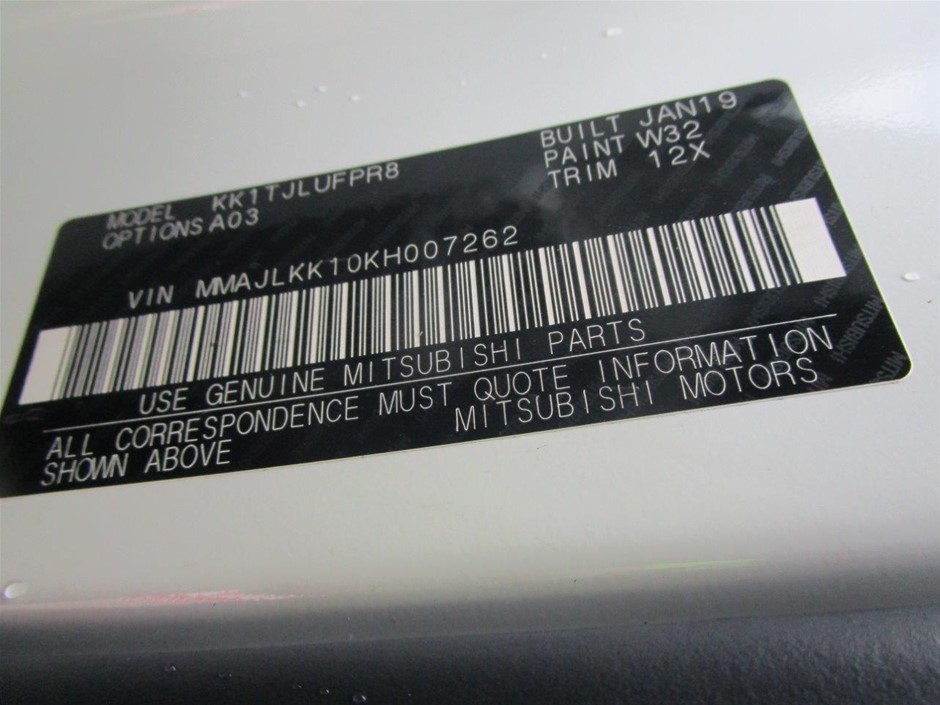 MODEL KK1TJLUFPR8
OPTIONS A03
BUILT JAN19
PAINT W32
TRIM 12X
VIN MMAJLKK10KH007262
USE GENUINE MITSUBISHI PARTS
ALL CORRESPONDENCE MUST QUOTE INFORMATION
SHOWN ABOVE MITSUBISHI MOTORS